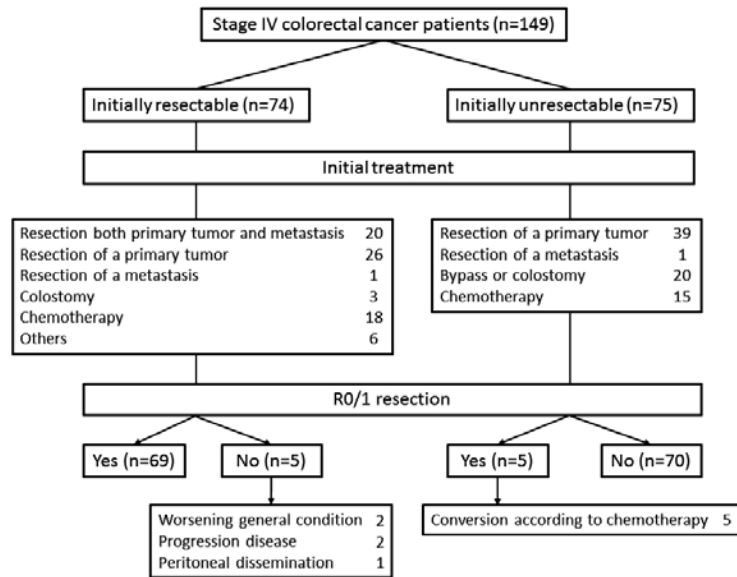 Stage IV colorectal cancer patients (n=149)
Initially resectable (n=74)
Initially unresectable (n=75)
Initial treatment
Resection both primary tumor and metastasis 20
Resection of a primary tumor 26
Resection of a metastasis 1
Colostomy 3
Chemotherapy 18
Others 6
Resection of a primary tumor 39
Resection of a metastasis 1
Bypass or colostomy 20
Chemotherapy 15
R0/1 resection
Yes (n=69)
No (n=5)
Yes (n=5)
No (n=70)
Worsening general condition 2
Progression disease 2
Peritoneal dissemination 1
Conversion according to chemotherapy 5